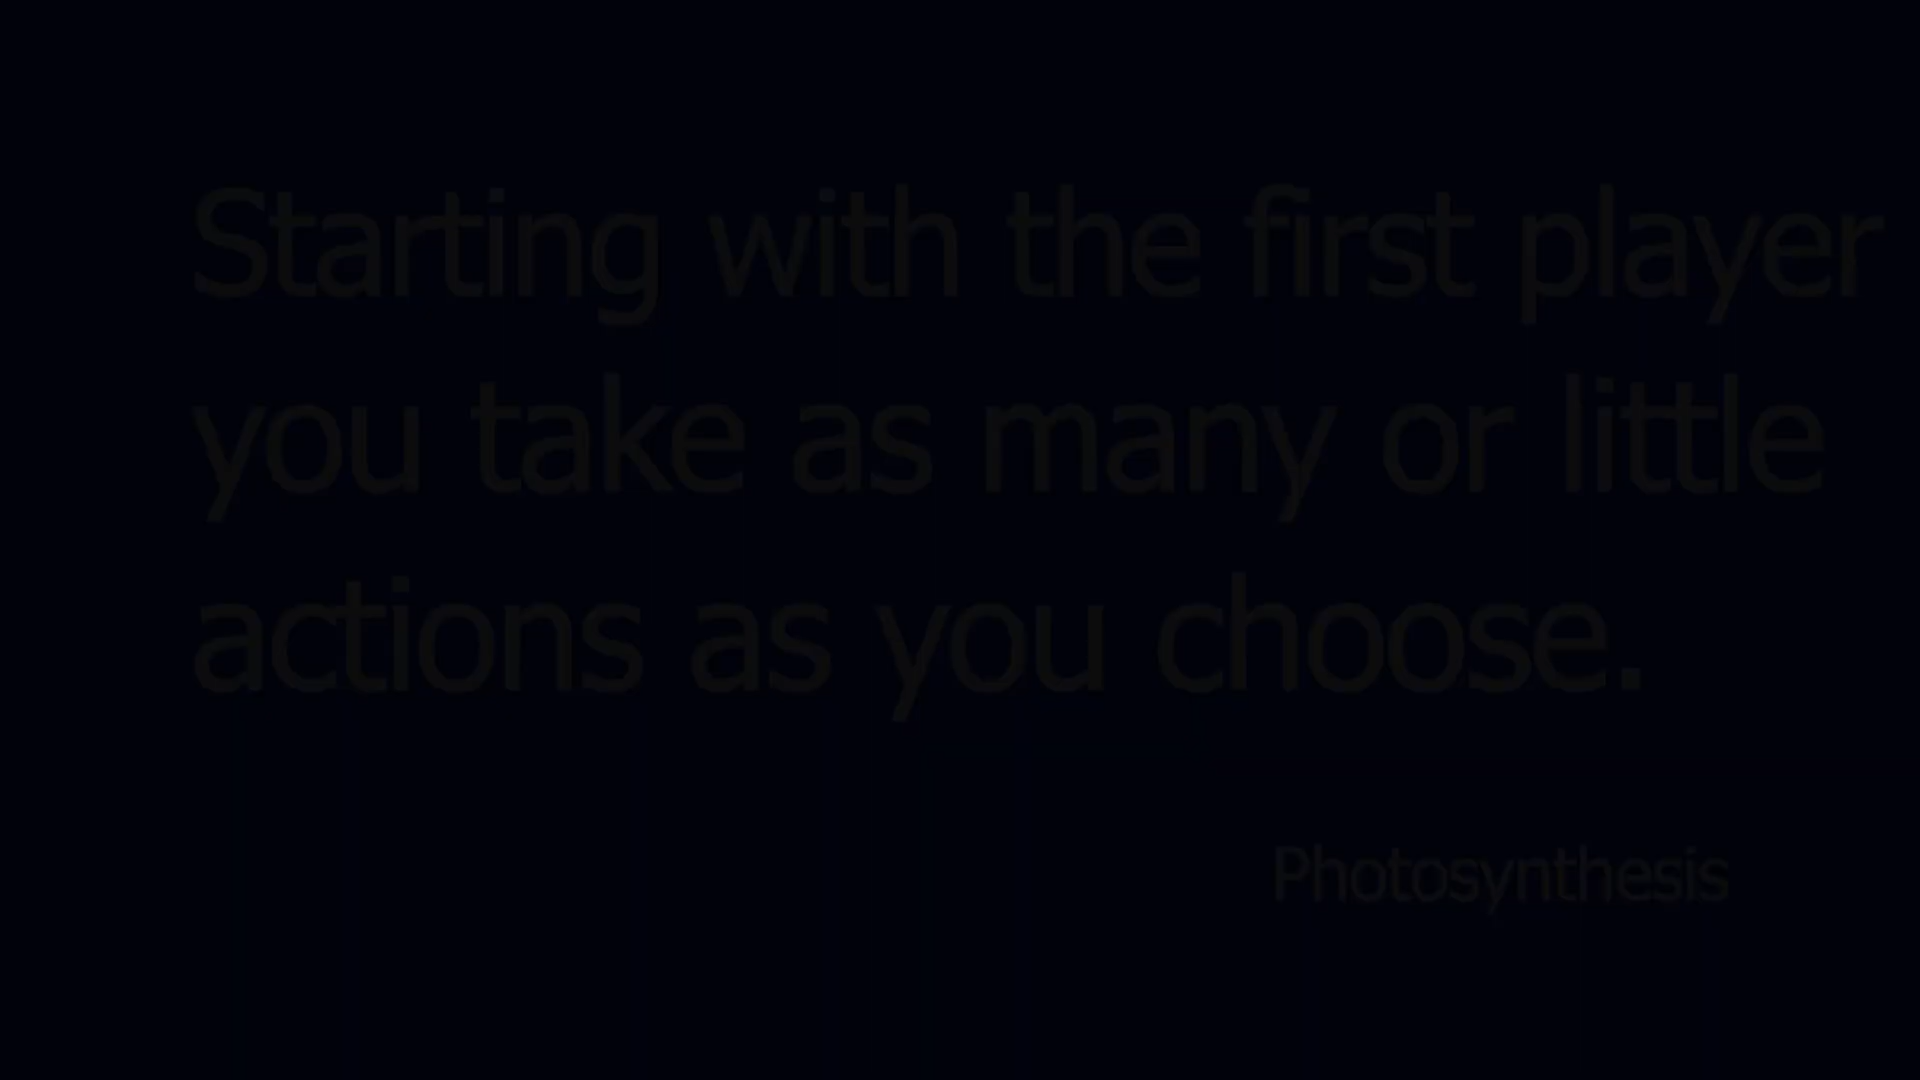 Starting with the first player
you take as many or little
actions as you choose.
Photosynthesis